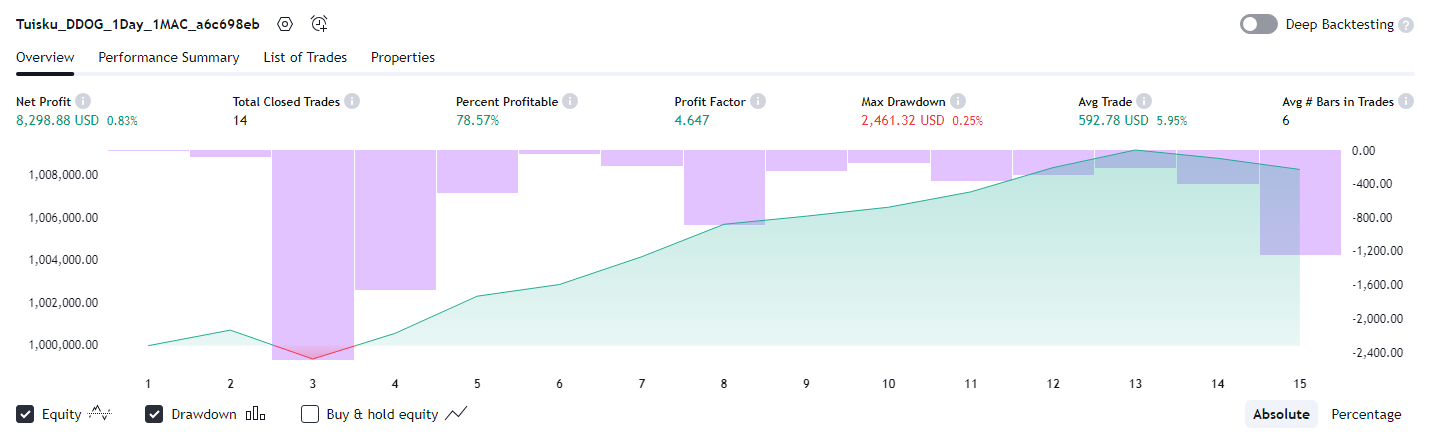 Tuisku_DDOG_1Day_1MAC_a6c698eb Deep Backtesting ?
Overview Performance Summary List of Trades Properties
Net Profit i Total Closed Trades i Percent Profitable i Profit Factor i Max Drawdown i Avg Trade i Avg # Bars in Trades i
8,298.88 USD 0.83% 14 78.57% 4.647 2,461.32 USD 0.25% 592.78 USD 5.95% 6
0.00
1,008,000.00
-400.00
1,006,000.00 -800.00
-1,200.00
1,004,000.00
-1,600.00
1,002,000.00
-2,000.00
1,000,000.00
-2,400.00
1 2 3 4 5 6 7 8 9 10 11 12 13 14 15
Equity Drawdown Buy & hold equity Absolute Percentage